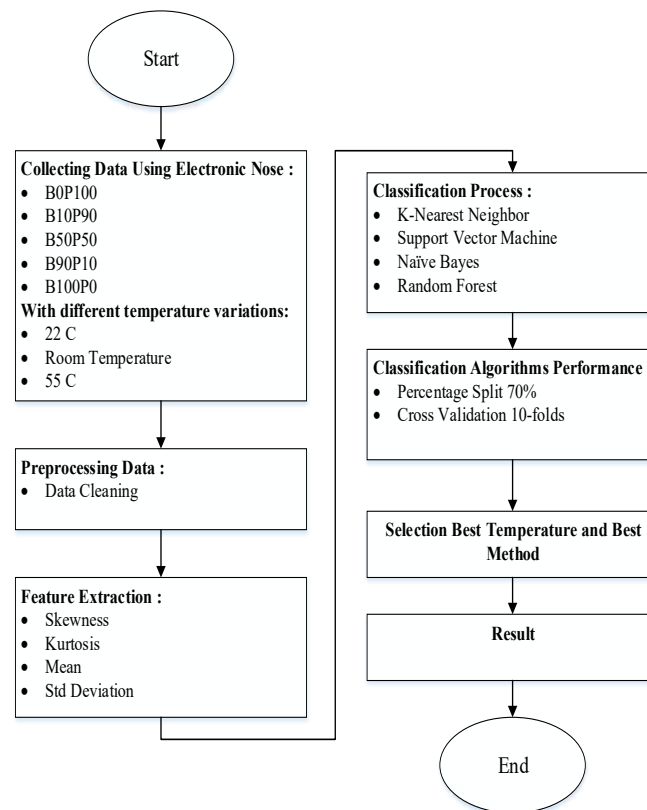 Start
Collecting Data Using Electronic Nose :
• B0P100
• B10P90
• B50P50
• B90P10
• B100P0
With different temperature variations:
• 22 C
• Room Temperature
• 55 C
Preprocessing Data :
• Data Cleaning
Feature Extraction :
• Skewness
• Kurtosis
• Mean
• Std Deviation
Classification Process :
• K-Nearest Neighbor
• Support Vector Machine
• Naïve Bayes
• Random Forest
Classification Algorithms Performance
• Percentage Split 70%
• Cross Validation 10-folds
Selection Best Temperature and Best
Method
Result
End